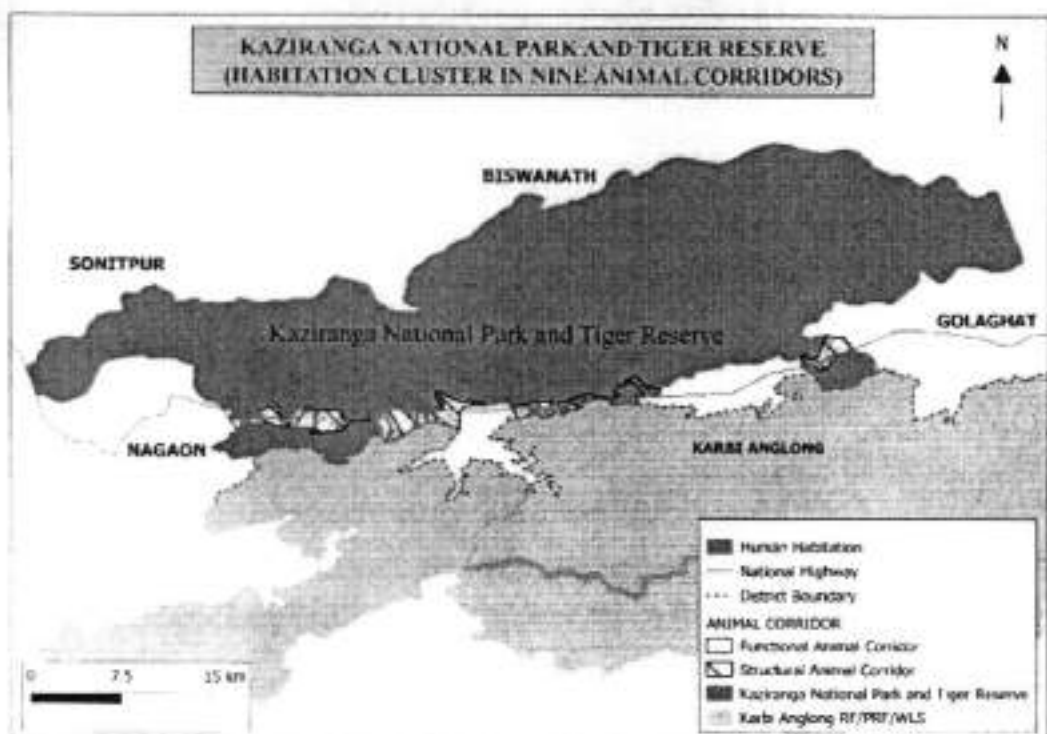 KAZIRANGA NATIONAL PARK AND TIGER RESERVE
(HABITATION CLUSTER IN NINE ANIMAL CORRIDORS)
N
BISWANATH
SONITPUR
GOLAGHAT
Kaziranga National Park and Tiger Reserve
NAGAON
KARBI ANGLONG
Human Habitation
National Highway
District Boundary
ANIMAL CORRIDOR
Functional Animal Corridor
Structural Animal Corridor
Kaziranga National Park and Tiger Reserve
Karbi Anglong RF/PRF/WLS
0 7.5 15 km